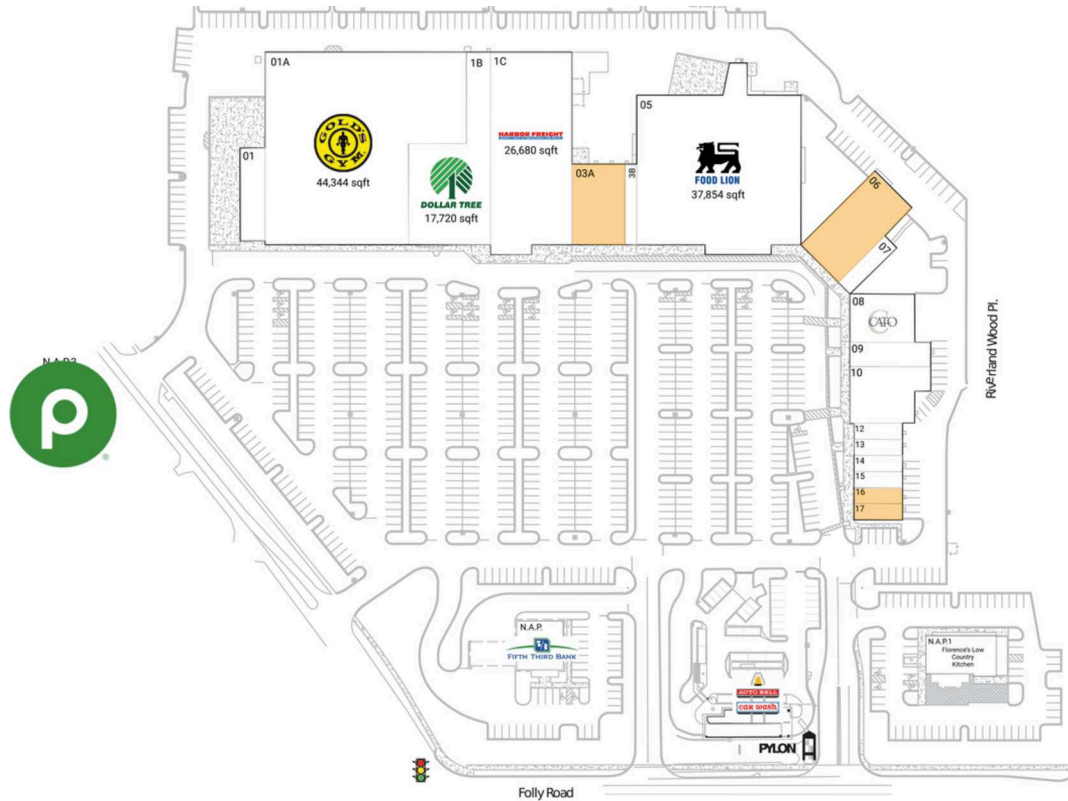 01A
1B
1C
05
01
GOLD'S
GYM
44,344 sqft
DOLLAR TREE
17,720 sqft
HARBOR FREIGHT
26,680 sqft
03A
3B
FOOD LION
37,854 sqft
06
07
08
CATO
09
10
12
13
14
15
16
17
Riverland Wood Pl.
N.A.P.
FIFTH THIRD BANK
AUTO BELL
car wash
PYLON
N.A.P.1
Florence's Low
Country
Kitchen
Folly Road